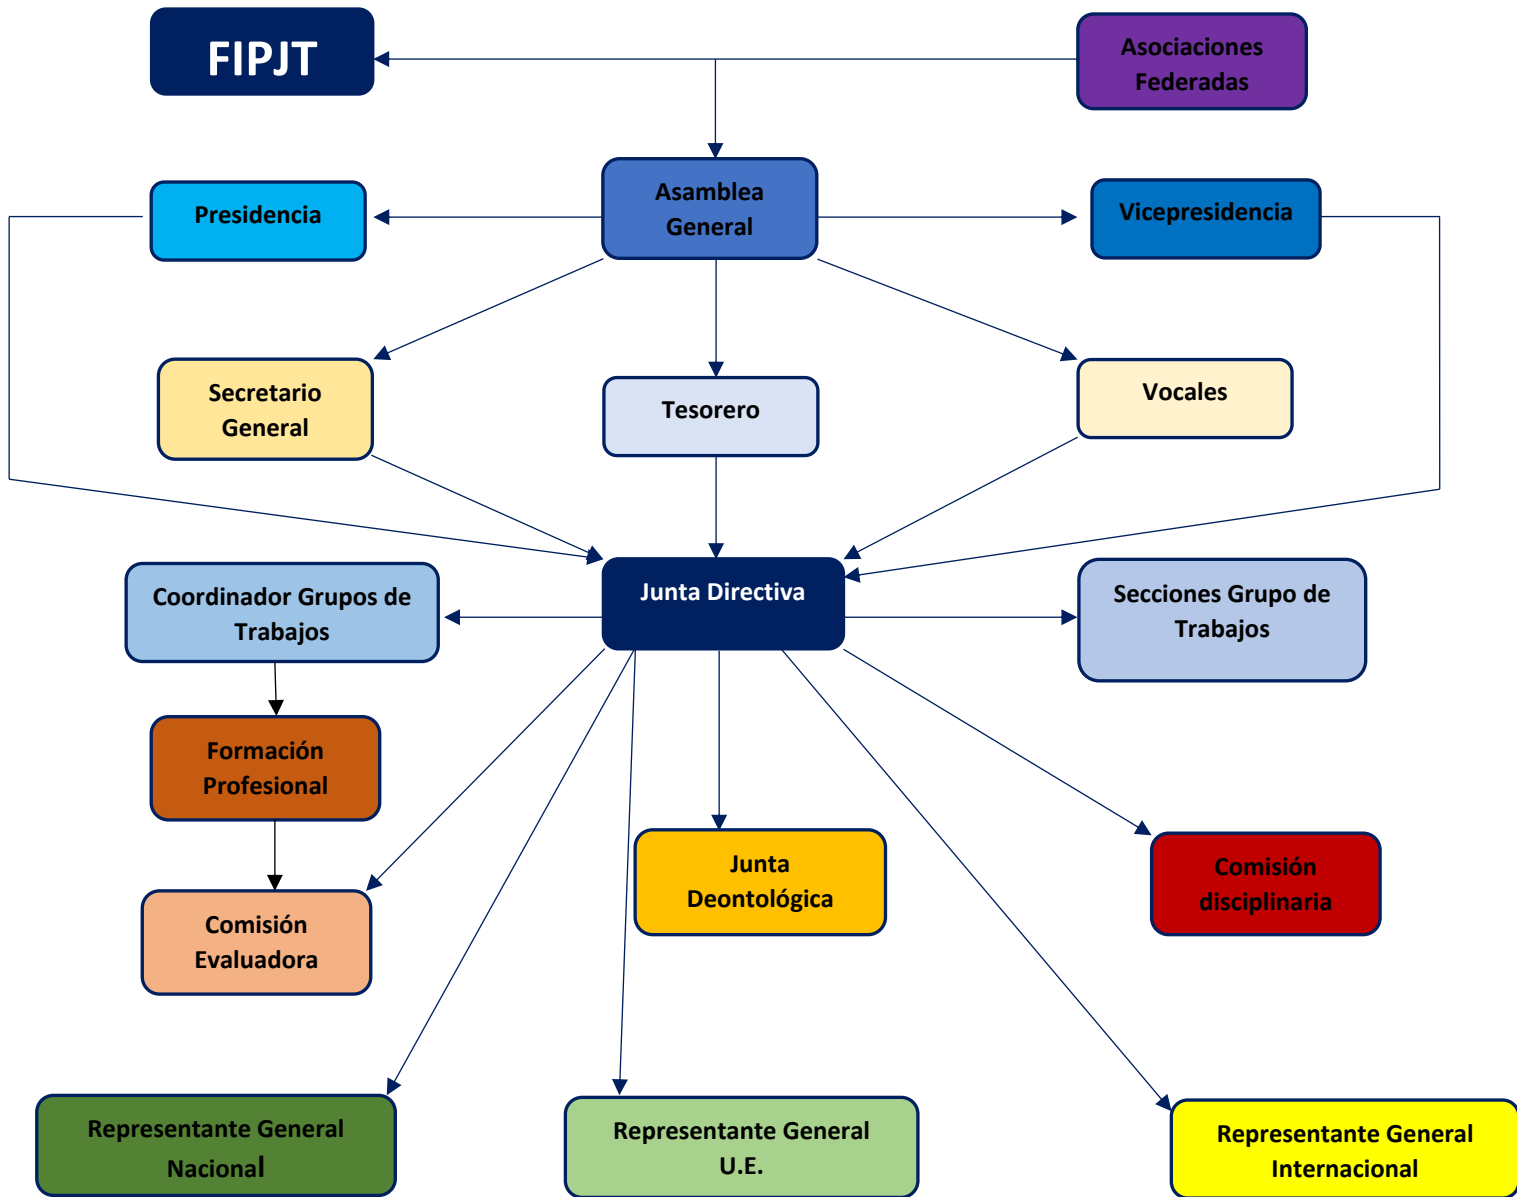 FIPJT
Asociaciones
Federadas
Asamblea
General
Presidencia
Vicepresidencia
Secretario
General
Tesorero
Vocales
Junta Directiva
Coordinador Grupos de
Trabajos
Secciones Grupo de
Trabajos
Formación
Profesional
Junta
Deontológica
Comisión
disciplinaria
Comisión
Evaluadora
Representante General
Nacional
Representante General
U.E.
Representante General
Internacional